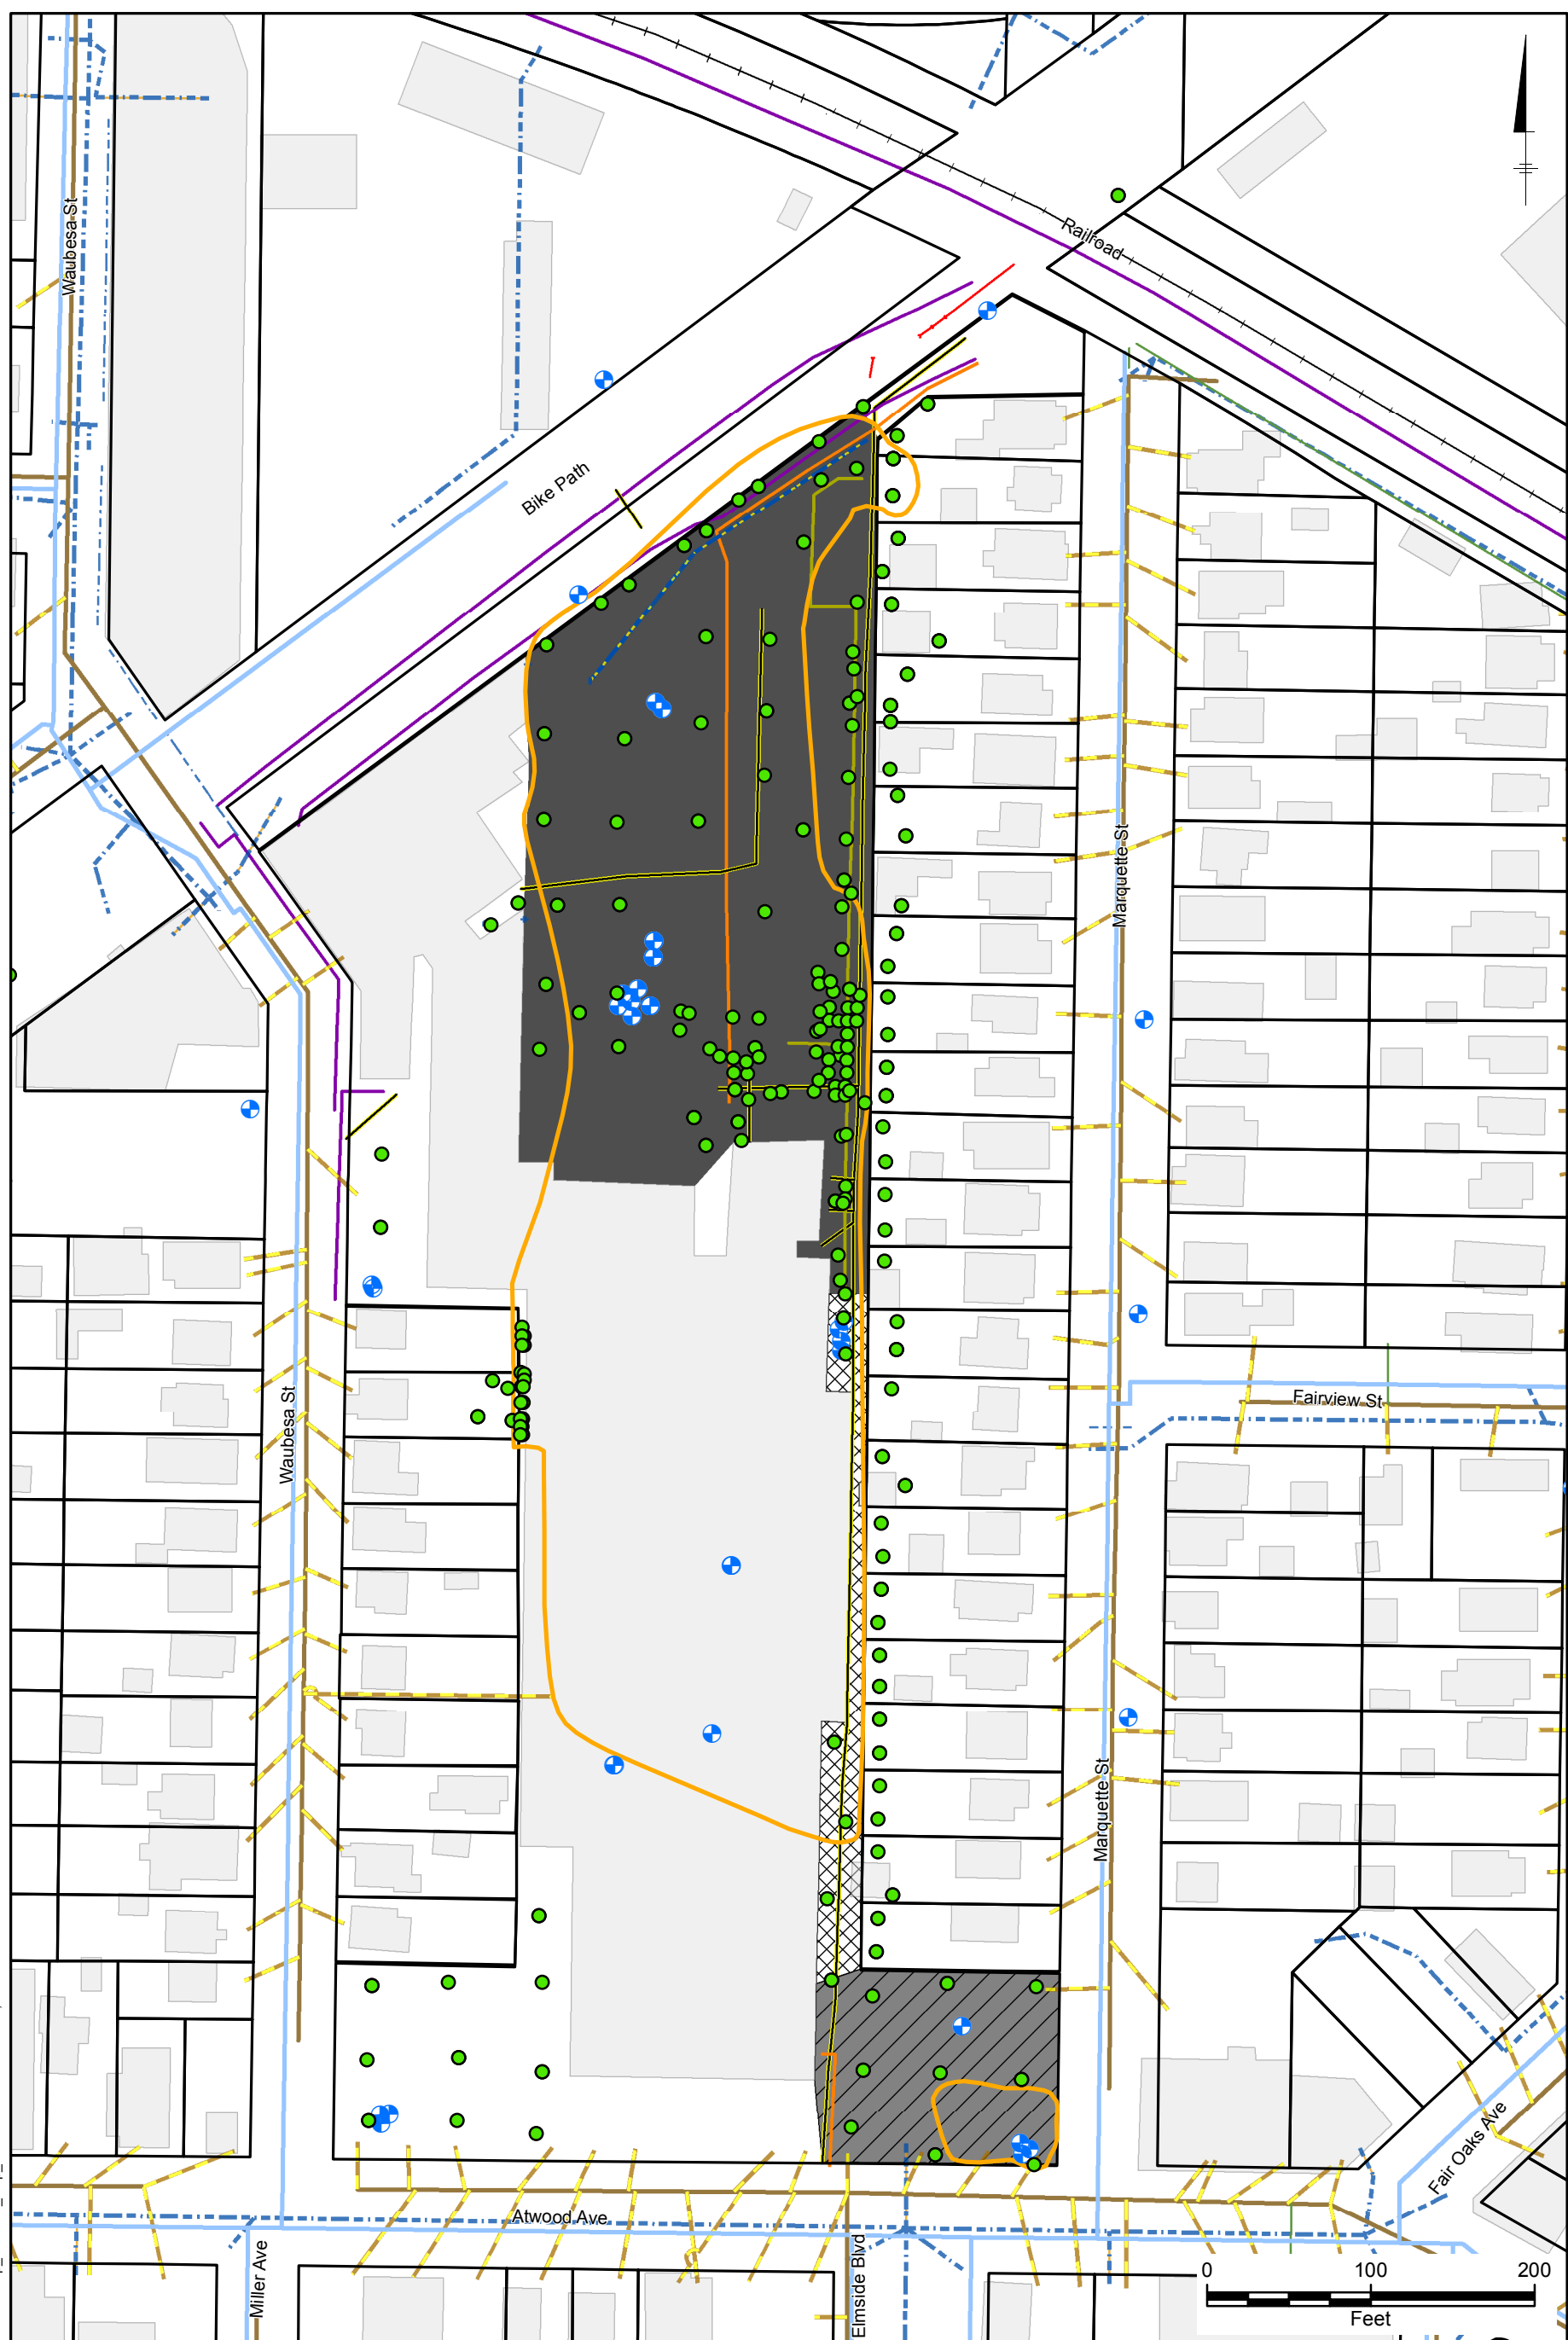 Waubesa St
Railroad
Bike Path
Marquette St
Fairview St
Waubesa St
Marquette St
Fair Oaks Ave
Atwood Ave
Miller Ave
Elmside Blvd
0 100 200
Feet